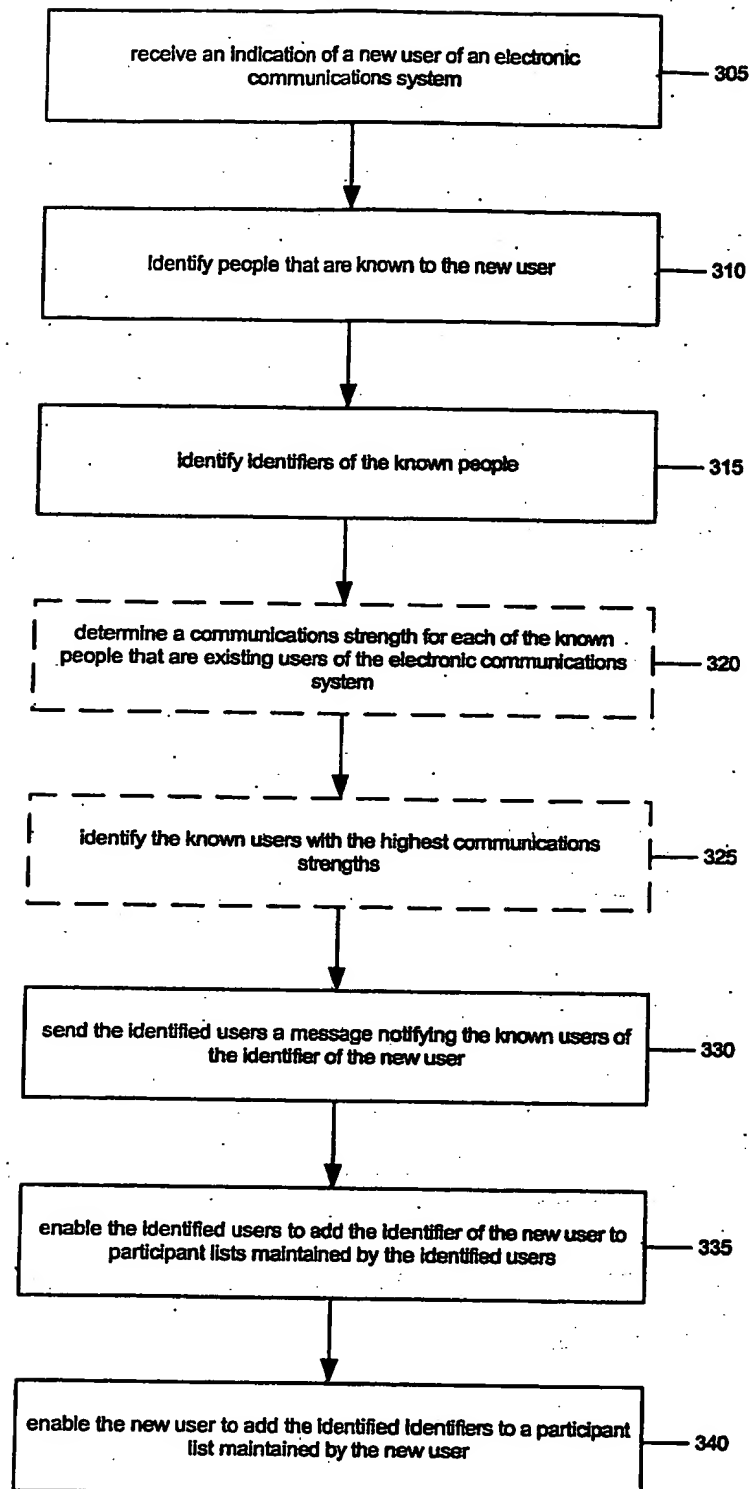 receive an indication of a new user of an electronic
communications system
305
identify people that are known to the new user
310
identify identifiers of the known people
315
determine a communications strength for each of the known
people that are existing users of the electronic communications
system
320
identify the known users with the highest communications
strengths
325
send the identified users a message notifying the known users of
the identifier of the new user
330
enable the identified users to add the identifier of the new user to
participant lists maintained by the identified users
335
enable the new user to add the identified identifiers to a participant
list maintained by the new user
340